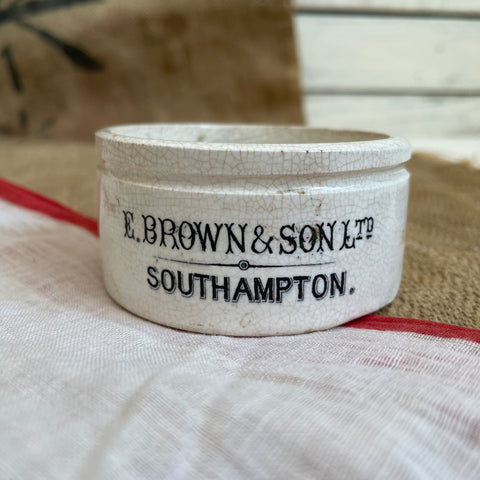 E. BROWN & SON LTD
SOUTHAMPTON.